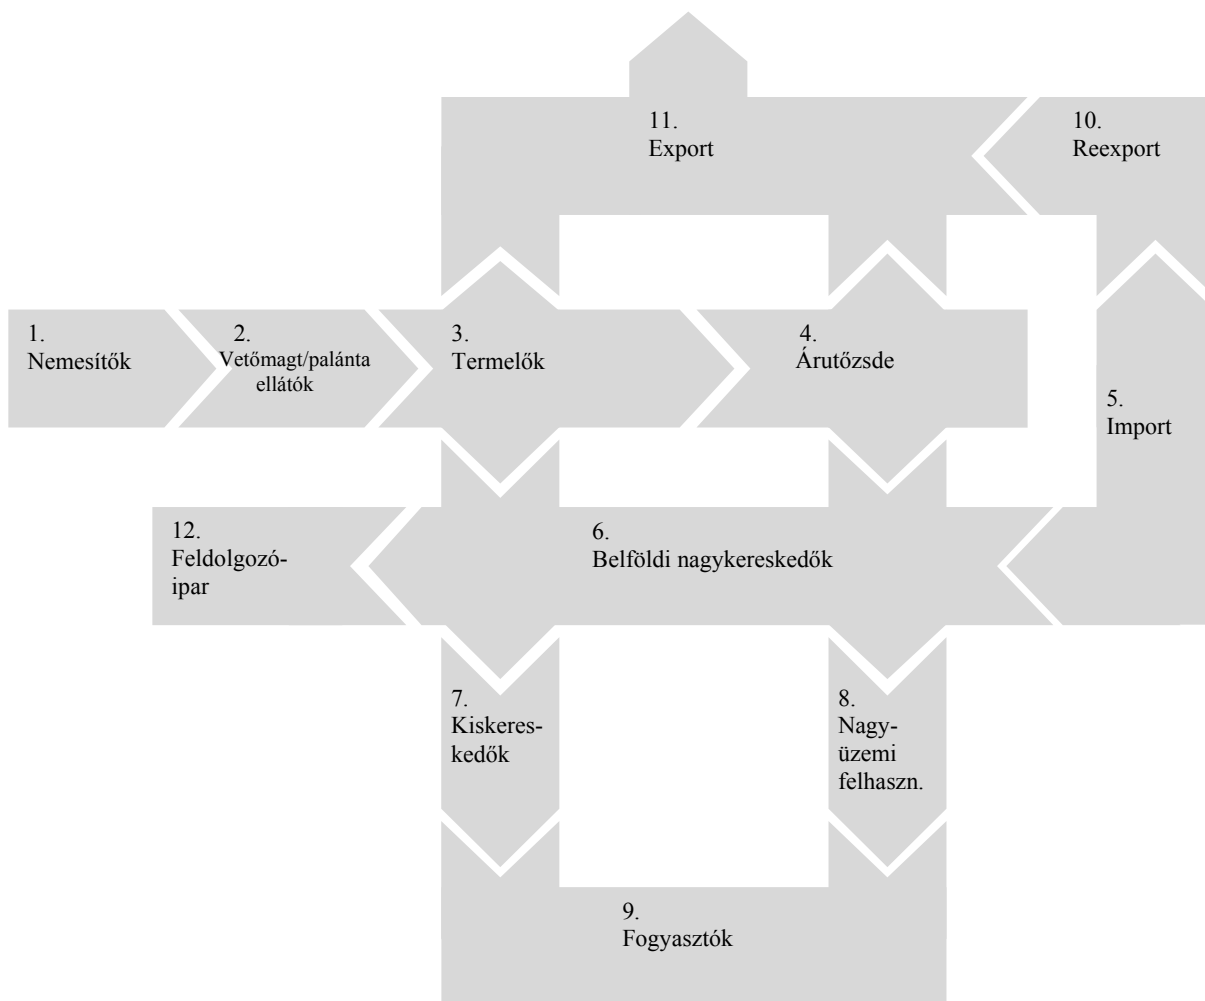 11.
Export
10.
Reexport
1.
Nemesítők
2.
Vetőmagt/palánta
ellátók
3.
Termelők
4.
Árutőzsde
5.
Import
12.
Feldolgozó-
ipar
6.
Belföldi nagykereskedők
7.
Kiskeres-
kedők
8.
Nagy-
üzemi
felhaszn.
9.
Fogyasztók